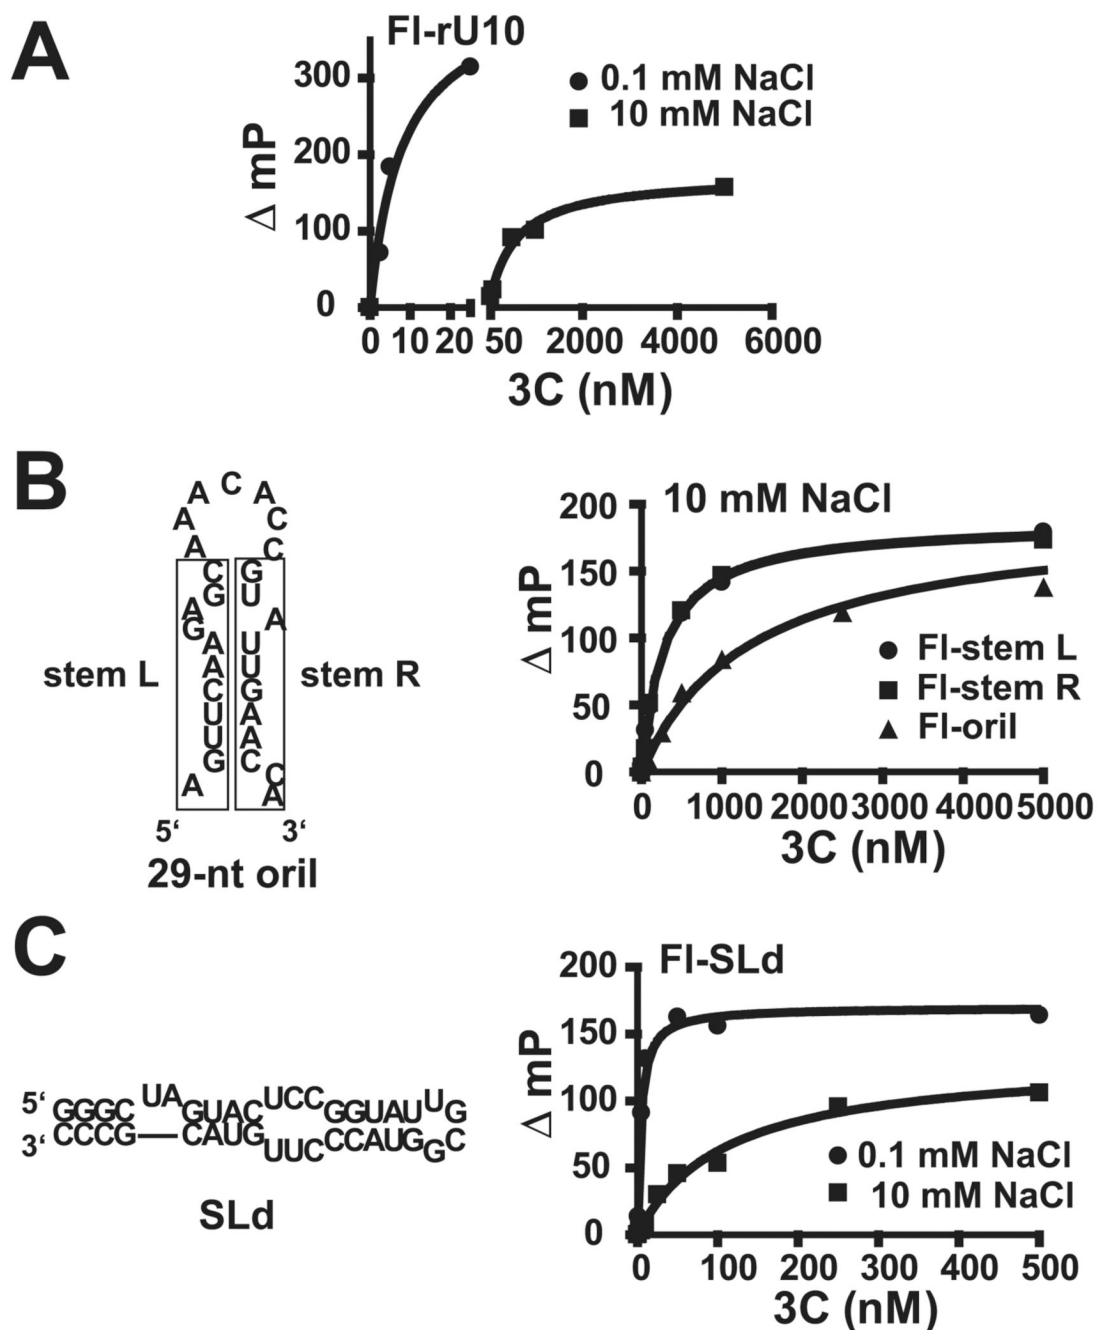 A
Fl-rU10
0.1 mM NaCl
10 mM NaCl
Δ mP
300
200
100
0
0 10 20 50 2000 4000 6000
3C (nM)
B
A A A C A C C
C G A G A A C U U G A
G U A U U G A A C C A
stem L
stem R
5‘ 3‘
29-nt oriI
10 mM NaCl
Δ mP
200
150
100
50
0
Fl-stem L
Fl-stem R
Fl-oriI
0 1000 2000 3000 4000 5000
3C (nM)
C
5‘ GGGC UA GUAC UCC GGUAU U G
3‘ CCCG CAUG UUC CCAUG G C
SLd
Fl-SLd
Δ mP
200
150
100
50
0
0.1 mM NaCl
10 mM NaCl
0 100 200 300 400 500
3C (nM)